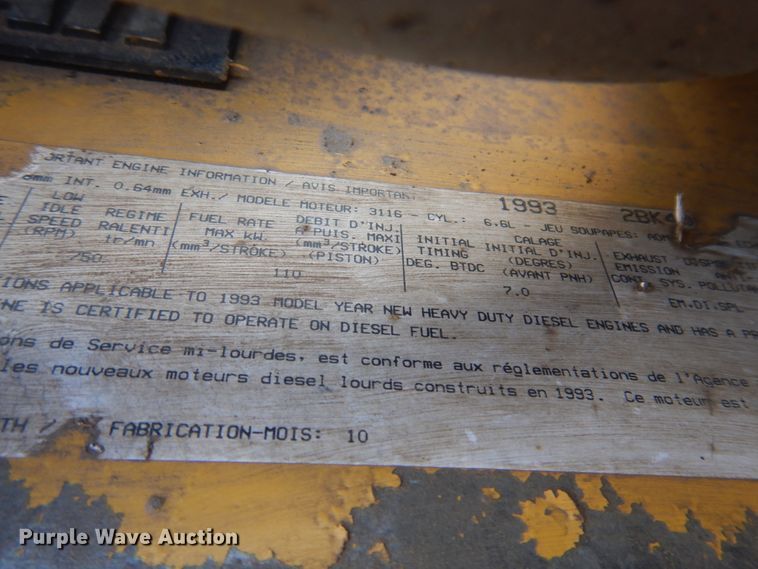 ORTANT ENGINE INFORMATION / AVIS IMPORTANT
1993
INT. 0.64mm EXH./ MODELE MOTEUR: 3116 - CYL.: 6.6L - JEU SOUPAPES: ADM
LOW
IDLE REGIME
SPEED RALENTI
(RPM) tr/mn
750
FUEL RATE DEBIT D'INJ.
MAX kW. A PUIS. MAXI
(mm³/STROKE) (mm³/STROKE)
(PISTON)
110
CALAGE
INITIAL INITIAL D'INJ.
TIMING (DEGRES)
DEG. BTDC (AVANT PNH)
7.0
EXHAUST
EMISSION
CONT. SYS. POLLUTA
EM.DI.SPL
IONS APPLICABLE TO 1993 MODEL YEAR NEW HEAVY DUTY DIESEL ENGINES AND HAS A PR
NE IS CERTIFIED TO OPERATE ON DIESEL FUEL.
ons de Service mi-lourdes, est conforme aux réglementations de l'Agence
les nouveaux moteurs diesel lourds construits en 1993. Ce moteur est
TH / FABRICATION-MOIS: 10
Purple Wave Auction